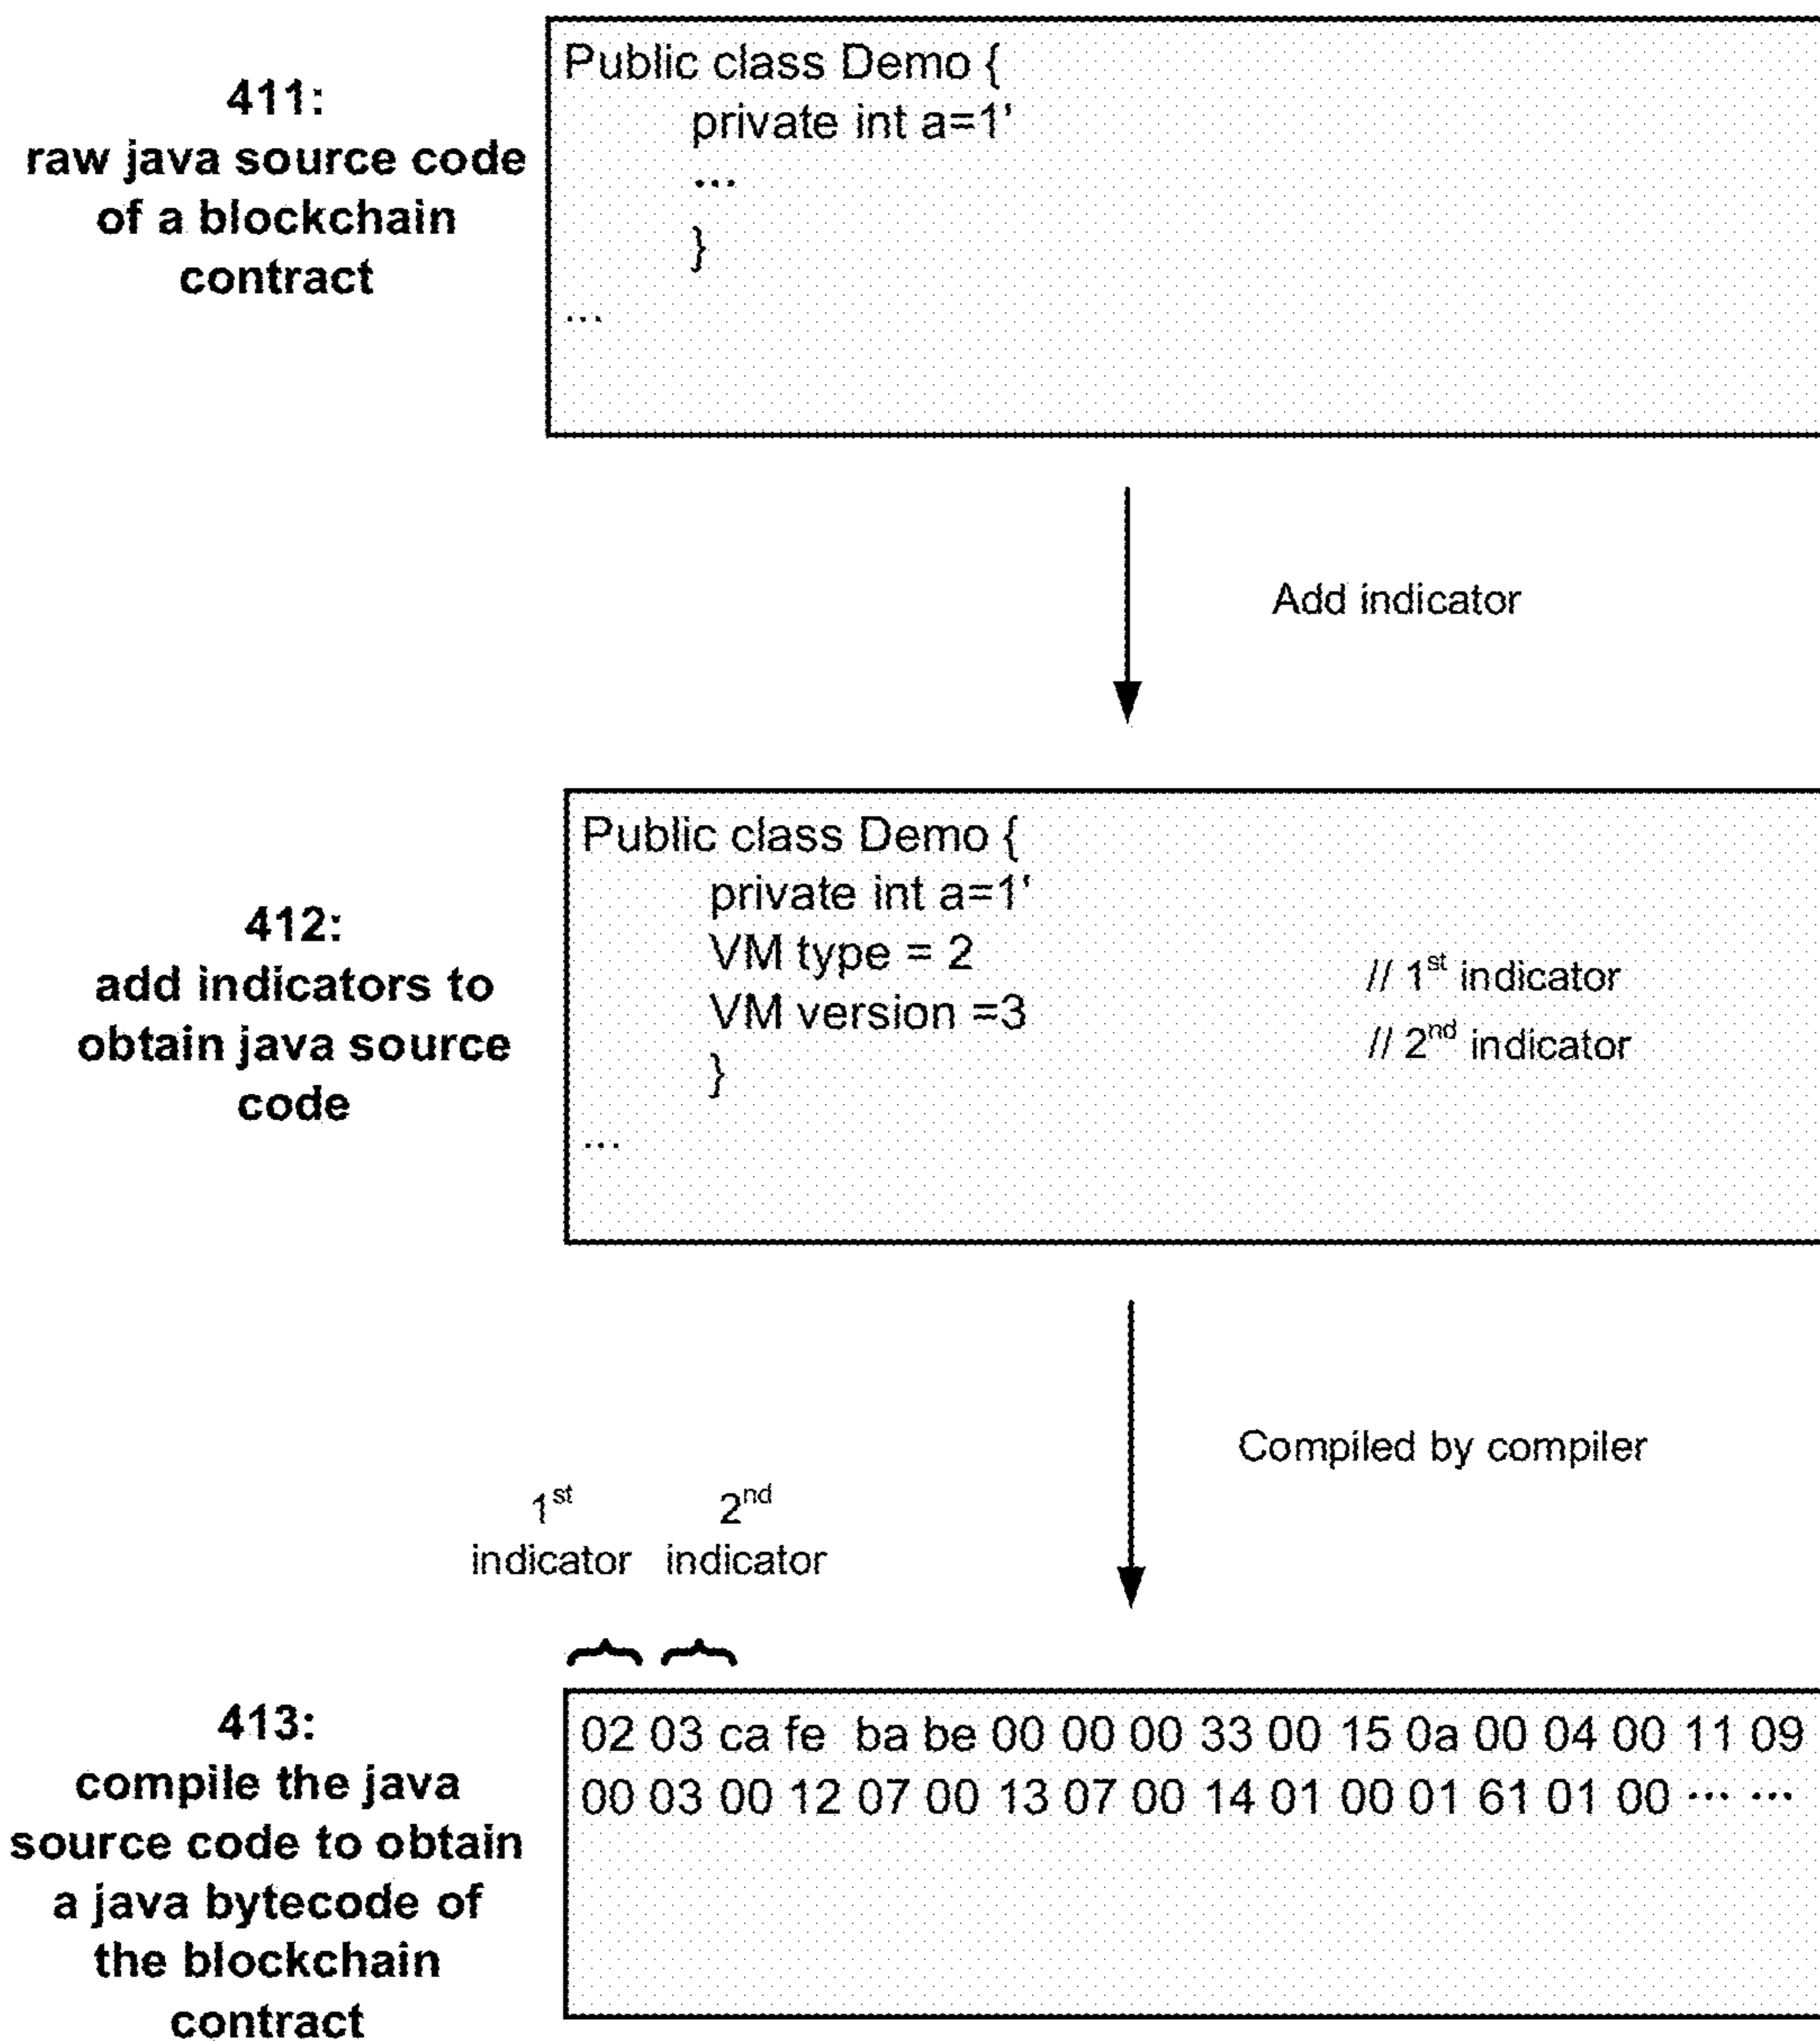 411:
raw java source code
of a blockchain
contract
Public class Demo {
private int a=1'
...
}
...
Add indicator
412:
add indicators to
obtain java source
code
Public class Demo {
private int a=1'
VM type = 2
// 1st indicator
VM version =3
// 2nd indicator
}
...
Compiled by compiler
1st
indicator
2nd
indicator
413:
compile the java
source code to obtain
a java bytecode of
the blockchain
contract
02 03 ca fe ba be 00 00 00 33 00 15 0a 00 04 00 11 09
00 03 00 12 07 00 13 07 00 14 01 00 01 61 01 00 ... ...